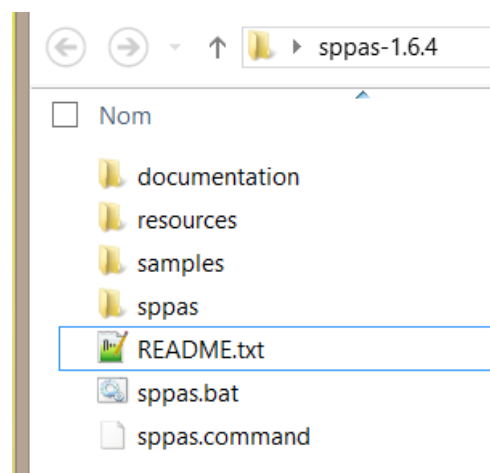 sppas-1.6.4
Nom
documentation
resources
samples
sppas
README.txt
sppas.bat
sppas.command